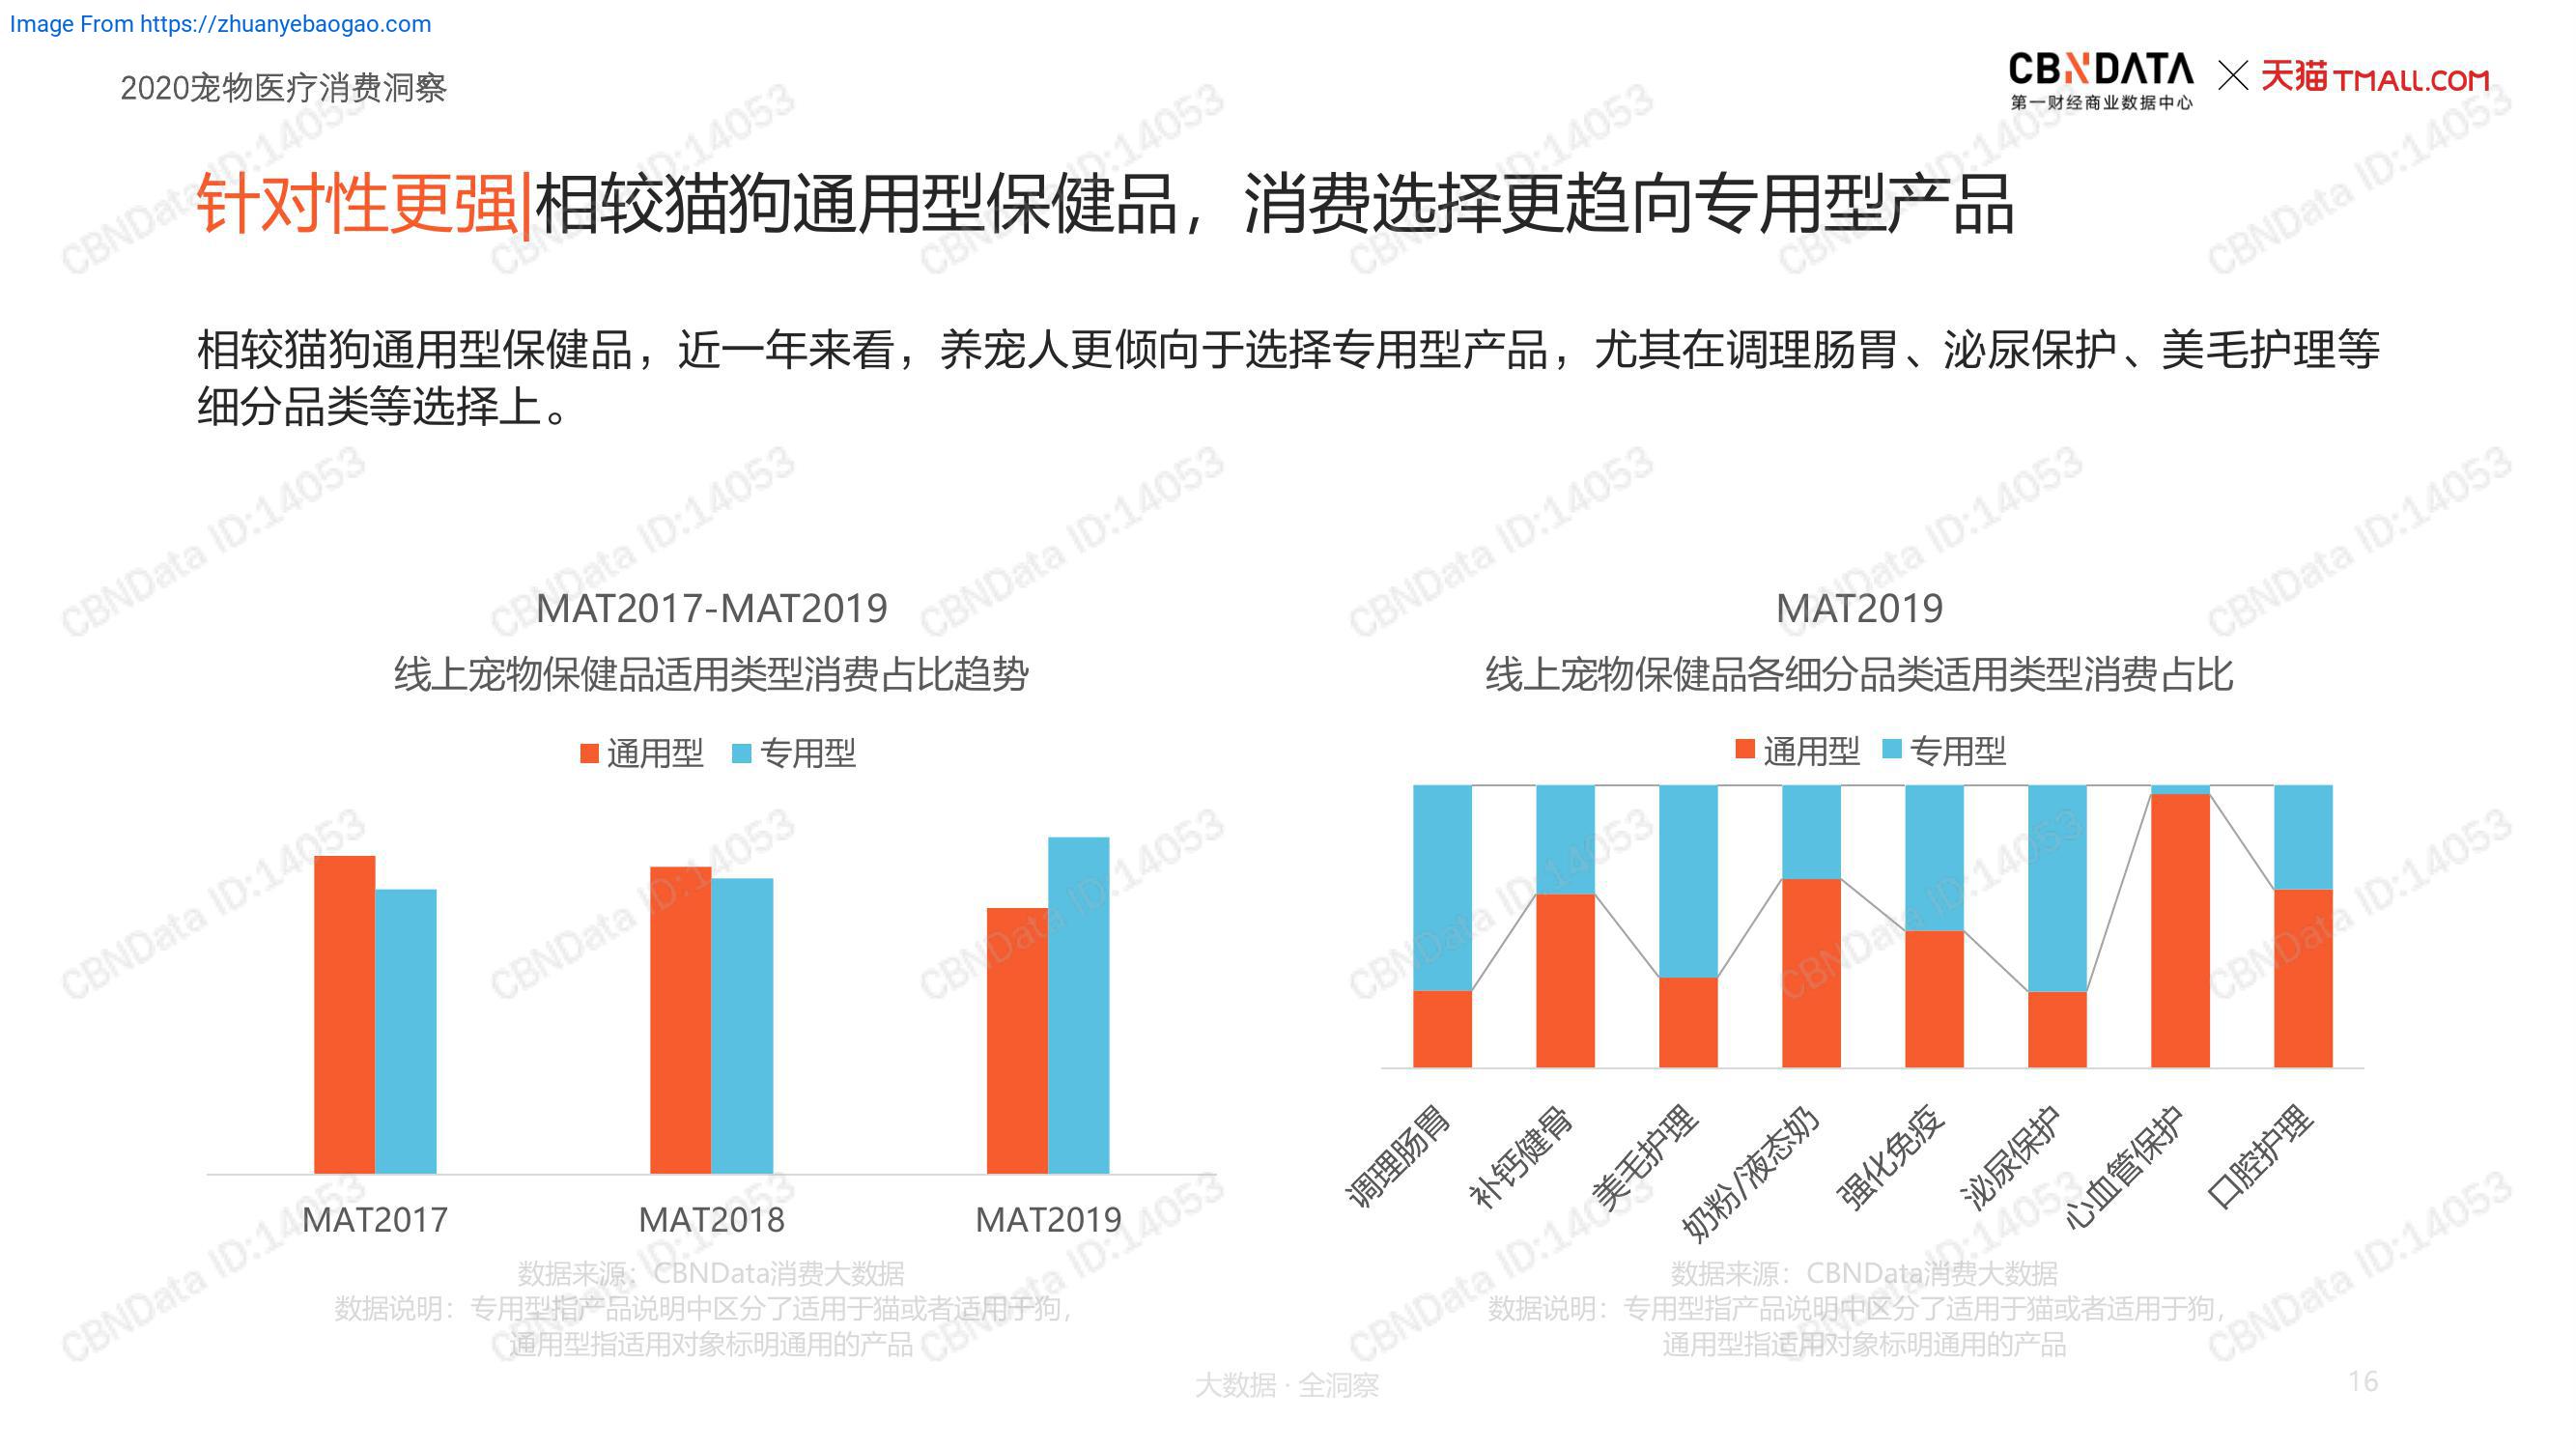 Image From https://zhuanyebaogao.com
2020宠物医疗消费洞察
CBNDATA
第一财经商业数据中心
天猫TMALL.COM
针对性更强|相较猫狗通用型保健品，消费选择更趋向专用型产品
相较猫狗通用型保健品，近一年来看，养宠人更倾向于选择专用型产品，尤其在调理肠胃、泌尿保护、美毛护理等
细分品类等选择上。
MAT2017-MAT2019
线上宠物保健品适用类型消费占比趋势
通用型 专用型
MAT2017 MAT2018 MAT2019
数据来源：CBNData消费大数据
数据说明：专用型指产品说明中区分了适用于猫或者适用于狗，
通用型指适用对象标明通用的产品
MAT2019
线上宠物保健品各细分品类适用类型消费占比
通用型 专用型
调理肠胃 补钙健骨 美毛护理 奶粉/液态奶 强化免疫 泌尿保护 心血管保护 口腔护理
数据来源：CBNData消费大数据
数据说明：专用型指产品说明中区分了适用于猫或者适用于狗，
通用型指适用对象标明通用的产品
大数据 · 全洞察
16
CBNData ID:14053